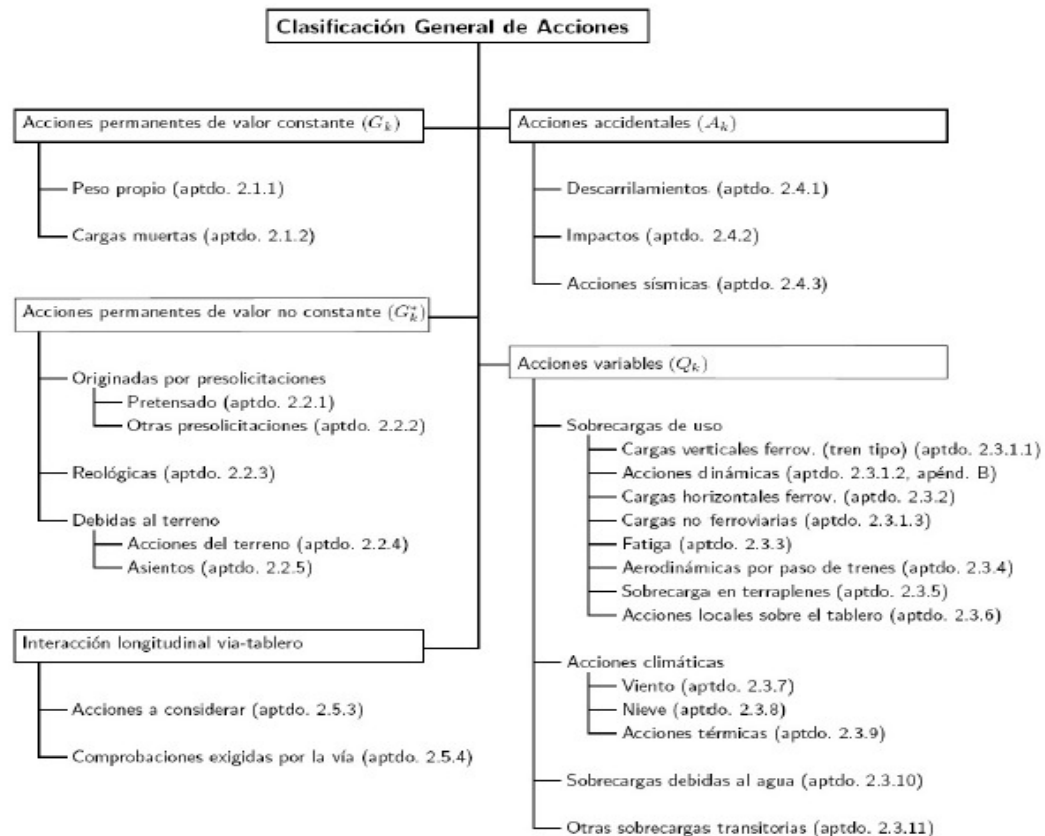 Clasificación General de Acciones
Acciones permanentes de valor constante (G_k)
Peso propio (aptdo. 2.1.1)
Cargas muertas (aptdo. 2.1.2)
Acciones permanentes de valor no constante (G*_k)
Originadas por presolicitaciones
Pretensado (aptdo. 2.2.1)
Otras presolicitaciones (aptdo. 2.2.2)
Reológicas (aptdo. 2.2.3)
Debidas al terreno
Acciones del terreno (aptdo. 2.2.4)
Asientos (aptdo. 2.2.5)
Interacción longitudinal via-tablero
Acciones a considerar (aptdo. 2.5.3)
Comprobaciones exigidas por la vía (aptdo. 2.5.4)
Acciones accidentales (A_k)
Descarrilamientos (aptdo. 2.4.1)
Impactos (aptdo. 2.4.2)
Acciones sísmicas (aptdo. 2.4.3)
Acciones variables (Q_k)
Sobrecargas de uso
Cargas verticales ferrov. (tren tipo) (aptdo. 2.3.1.1)
Acciones dinámicas (aptdo. 2.3.1.2, apénd. B)
Cargas horizontales ferrov. (aptdo. 2.3.2)
Cargas no ferroviarias (aptdo. 2.3.1.3)
Fatiga (aptdo. 2.3.3)
Aerodinámicas por paso de trenes (aptdo. 2.3.4)
Sobrecarga en terraplenes (aptdo. 2.3.5)
Acciones locales sobre el tablero (aptdo. 2.3.6)
Acciones climáticas
Viento (aptdo. 2.3.7)
Nieve (aptdo. 2.3.8)
Acciones térmicas (aptdo. 2.3.9)
Sobrecargas debidas al agua (aptdo. 2.3.10)
Otras sobrecargas transitorias (aptdo. 2.3.11)